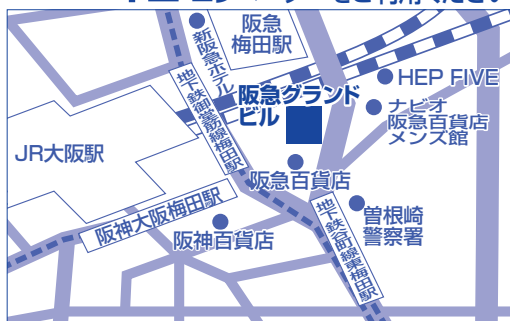 新阪急ホテル
阪急
梅田駅
HEP FIVE
阪急グランド
ビル
ナビオ
阪急百貨店
メンズ館
地下鉄御堂筋線梅田駅
JR大阪駅
阪急百貨店
阪神大阪梅田駅
阪神百貨店
地下鉄谷町線東梅田駅
曽根崎
警察署